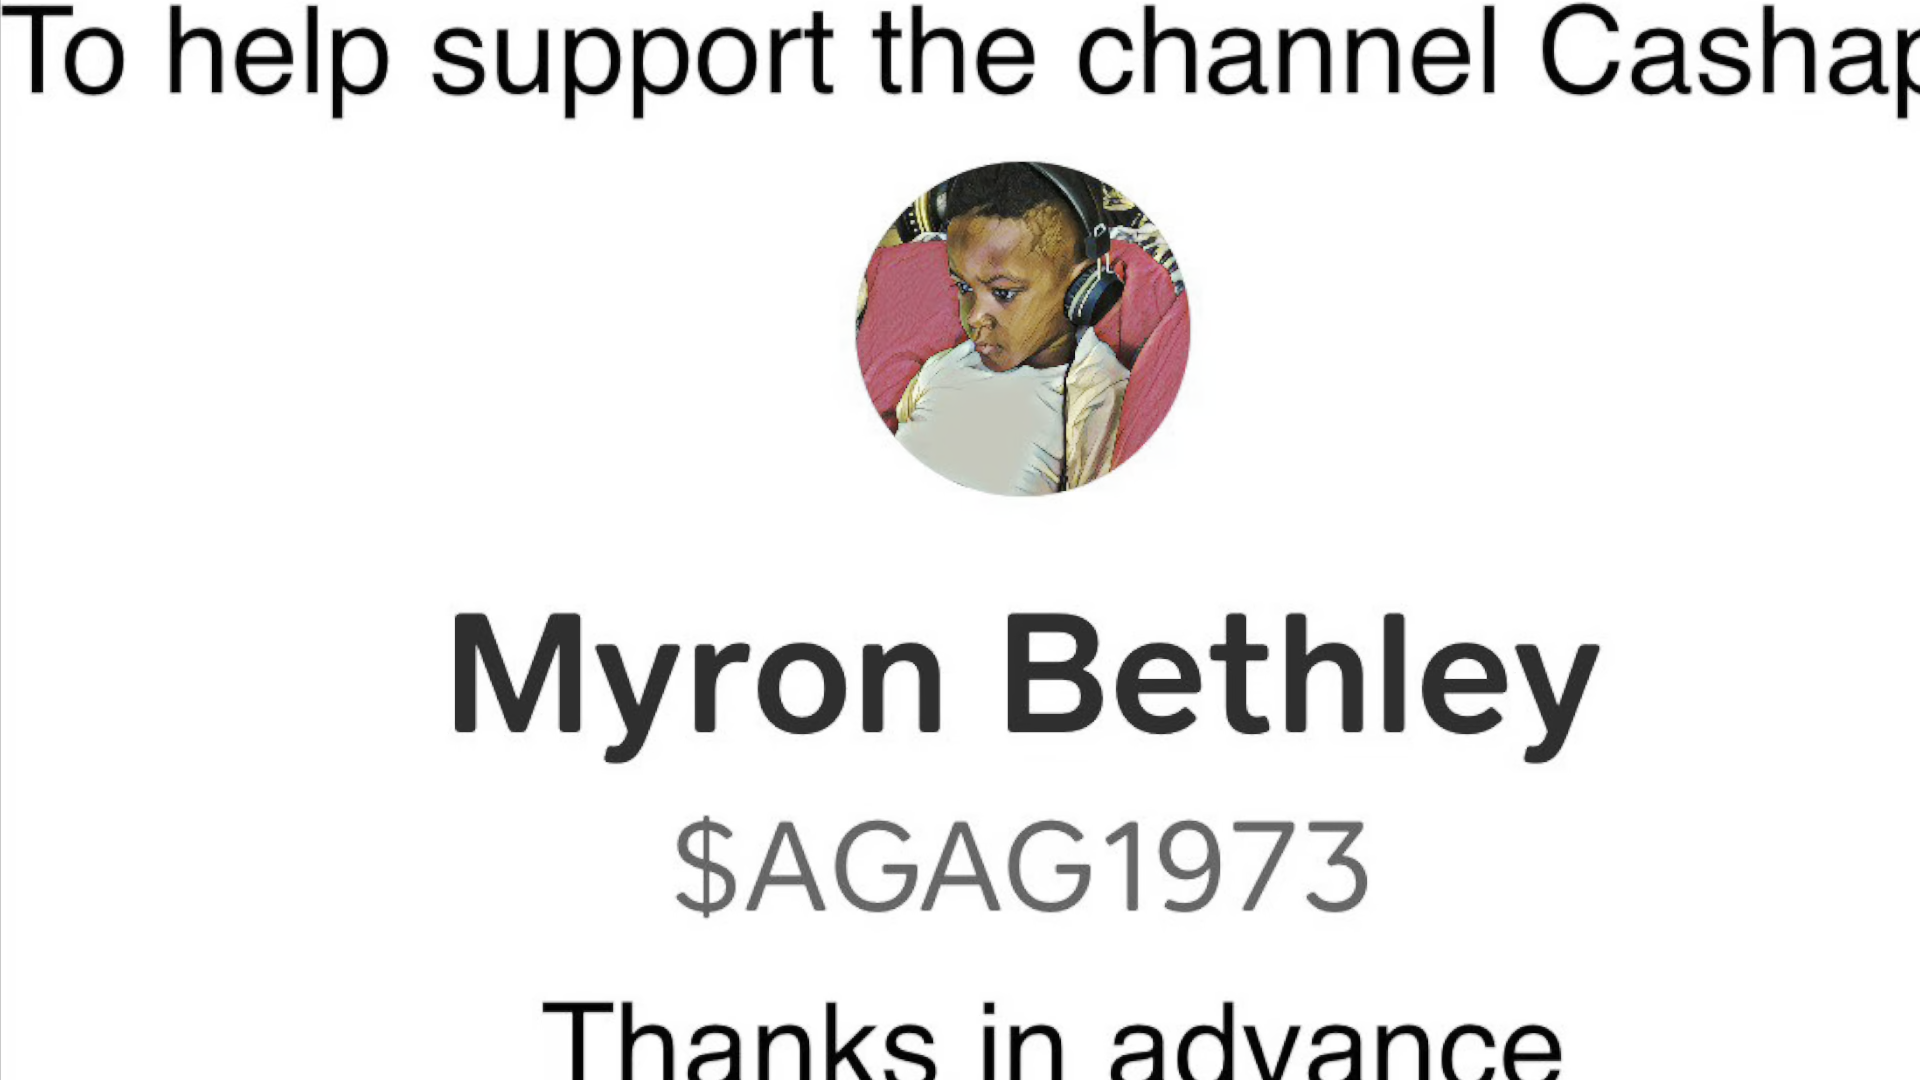 To help support the channel Cashap
Myron Bethley
$AGAG1973
Thanks in advance